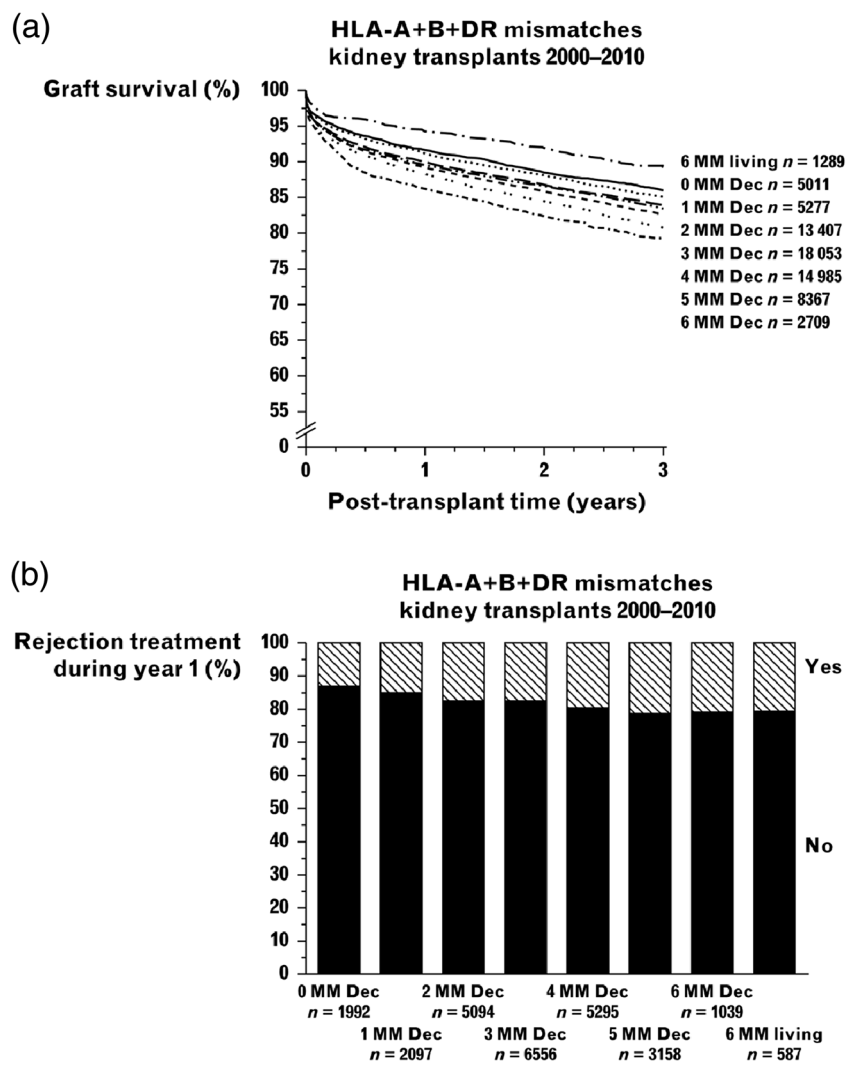 (a)
HLA-A+B+DR mismatches
kidney transplants 2000–2010
Graft survival (%)
100
95
90
85
80
75
70
65
60
55
0
0 1 2 3
Post-transplant time (years)
6 MM living n = 1289
0 MM Dec n = 5011
1 MM Dec n = 5277
2 MM Dec n = 13 407
3 MM Dec n = 18 053
4 MM Dec n = 14 985
5 MM Dec n = 8367
6 MM Dec n = 2709
(b)
HLA-A+B+DR mismatches
kidney transplants 2000–2010
Rejection treatment
during year 1 (%)
100
90
80
70
60
50
40
30
20
10
0
Yes
No
0 MM Dec
n = 1992
1 MM Dec
n = 2097
2 MM Dec
n = 5094
3 MM Dec
n = 6556
4 MM Dec
n = 5295
5 MM Dec
n = 3158
6 MM Dec
n = 1039
6 MM living
n = 587